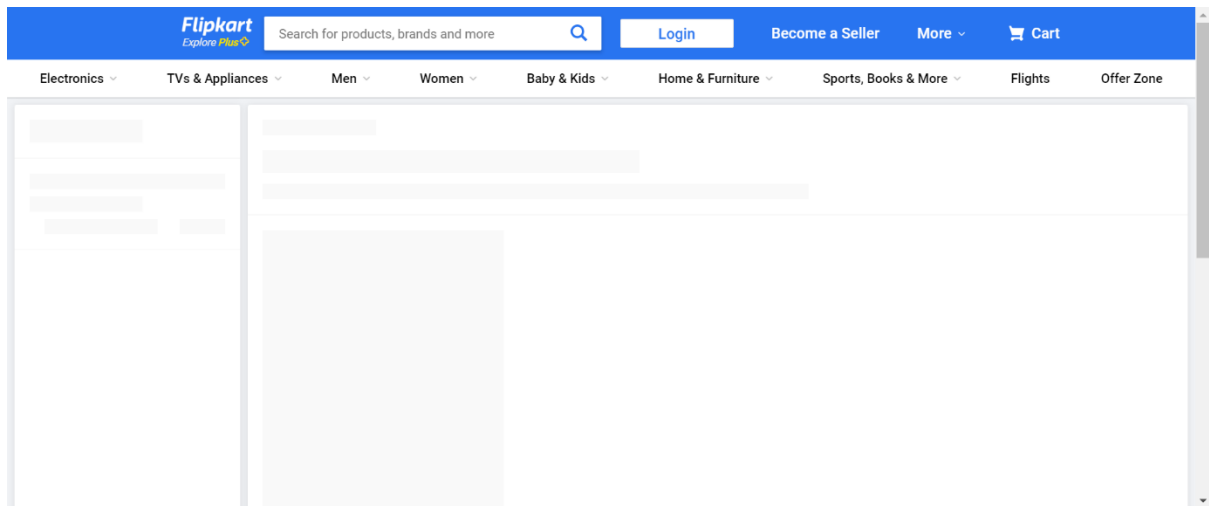 Flipkart
Explore Plus
Search for products, brands and more
Login
Become a Seller
More
Cart
Electronics
TVs & Appliances
Men
Women
Baby & Kids
Home & Furniture
Sports, Books & More
Flights
Offer Zone